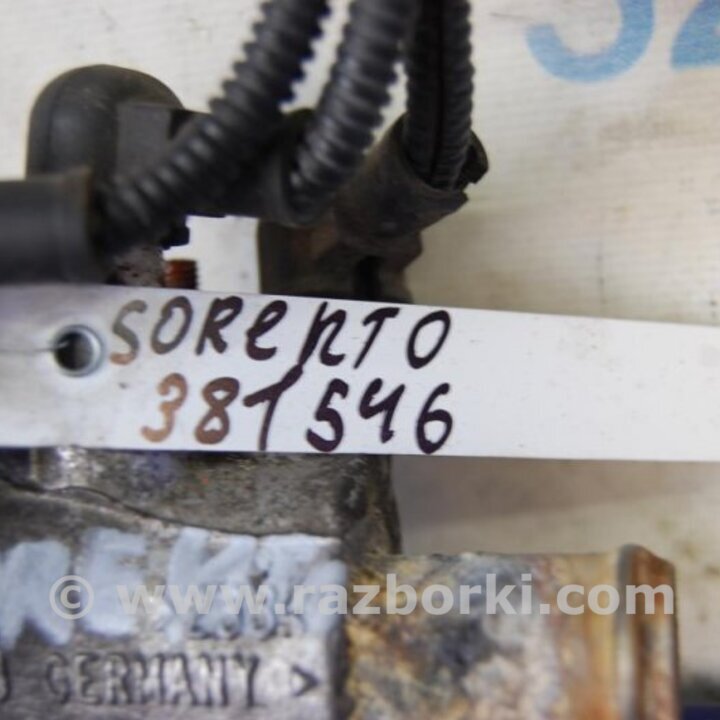 SORENTO
381546
© www.razborki.com
GERMANY >